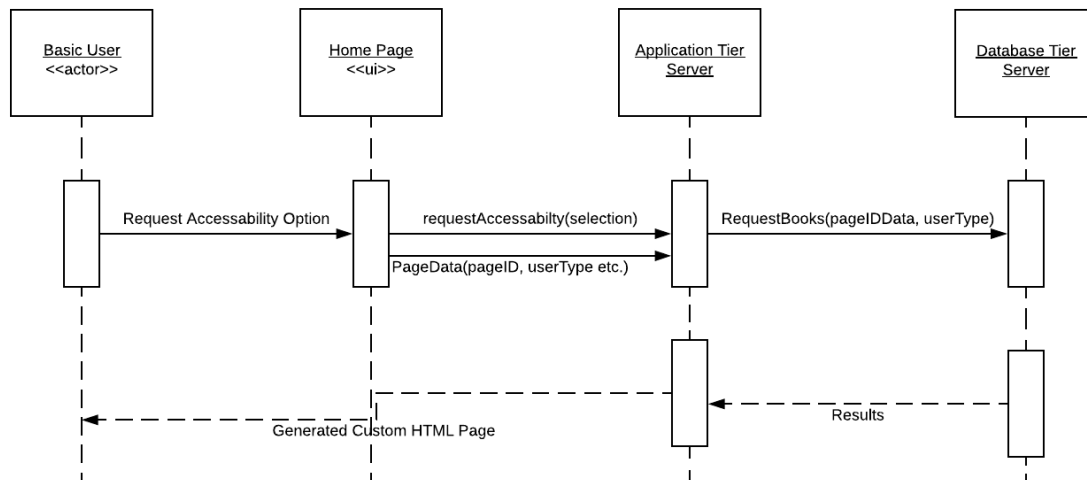 Basic User
<<actor>>
Home Page
<<ui>>
Application Tier
Server
Database Tier
Server
Request Accessability Option
requestAccessabilty(selection)
RequestBooks(pageIDData, userType)
PageData(pageID, userType etc.)
Results
Generated Custom HTML Page